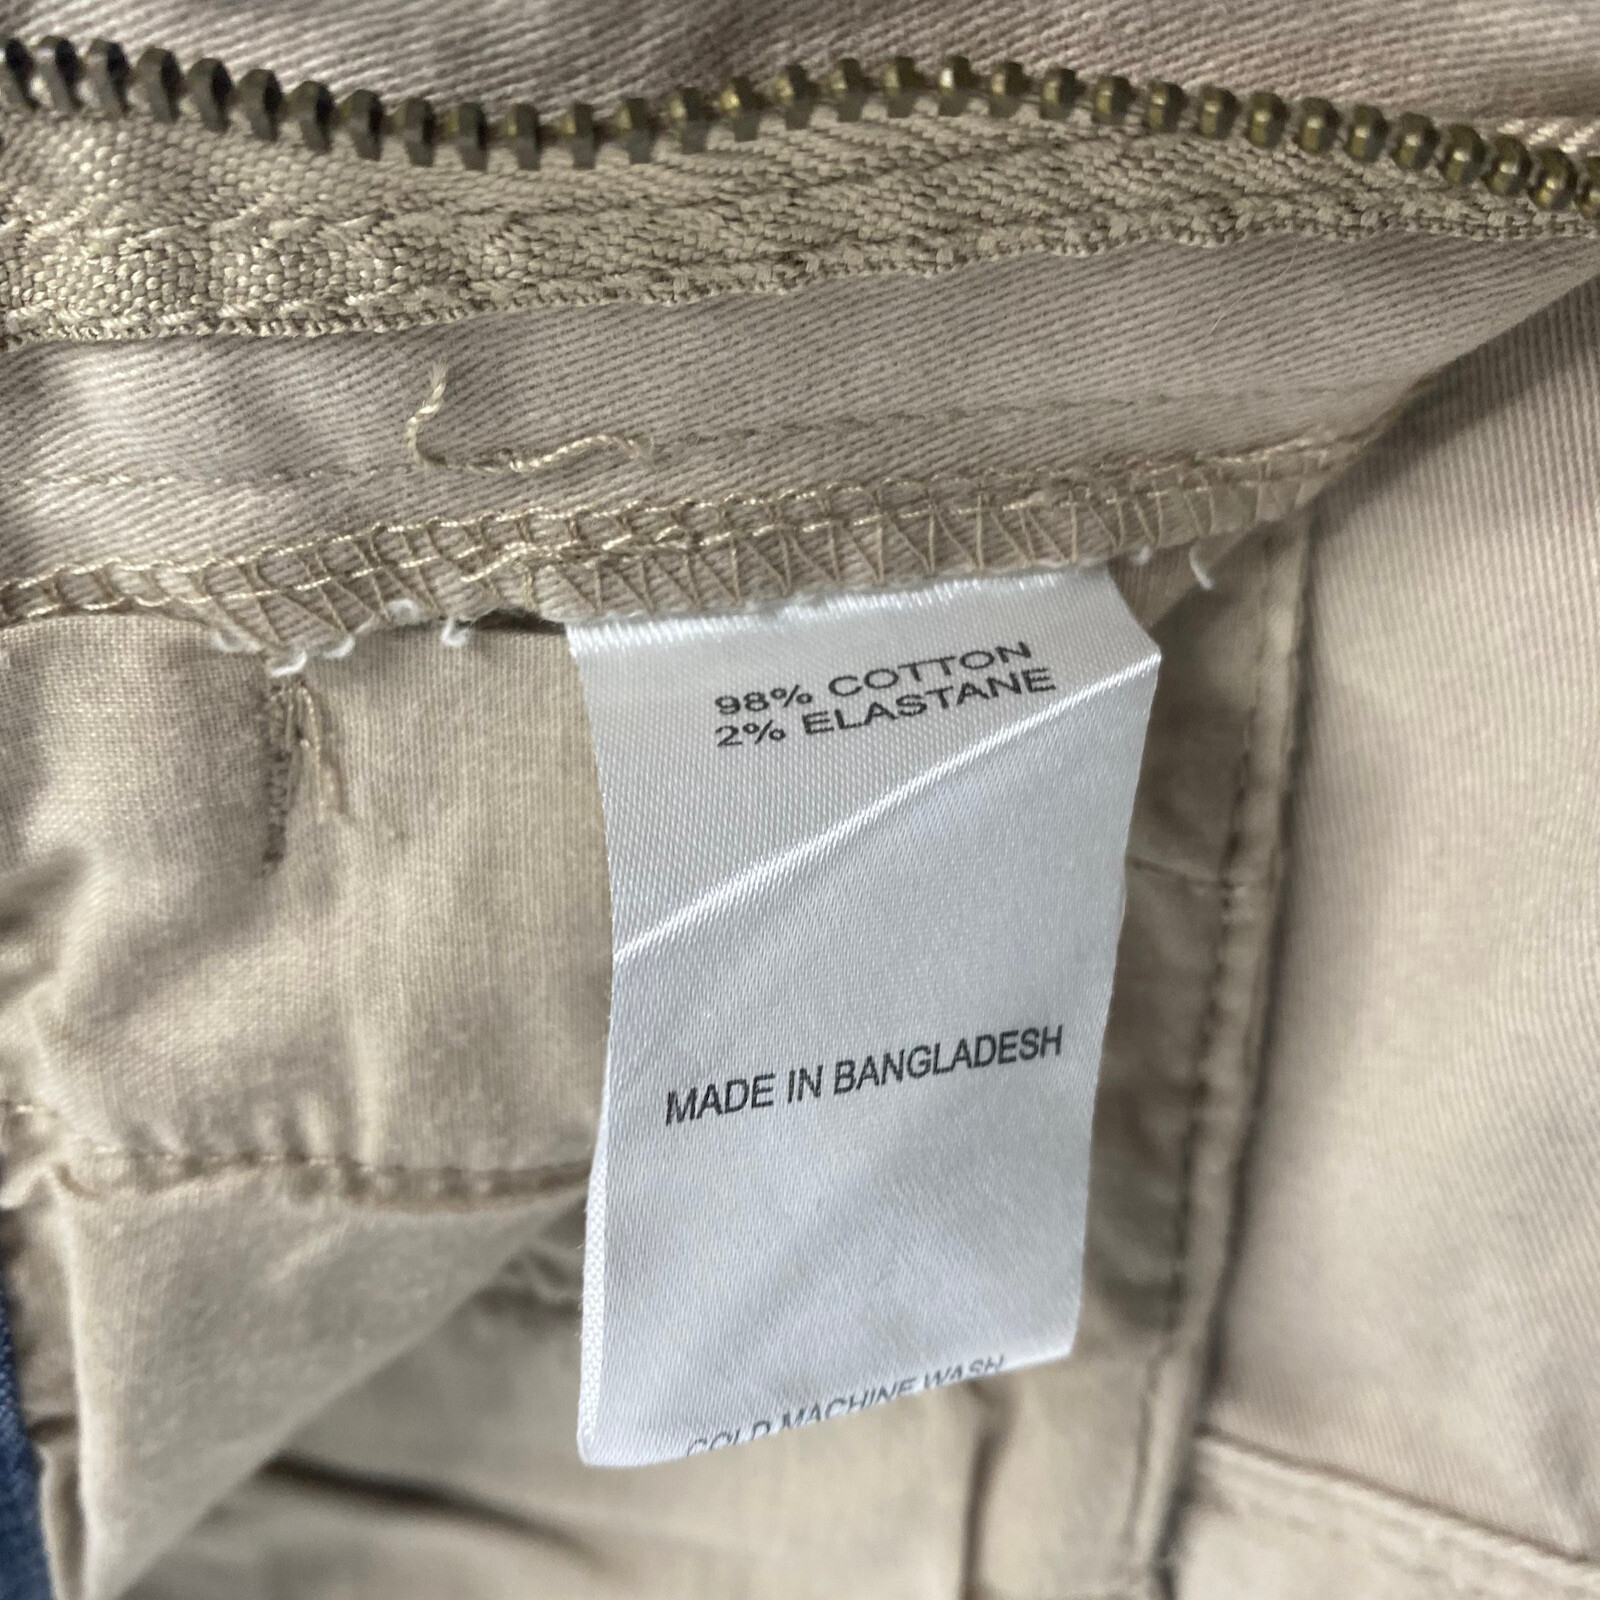 98% COTTON
2% ELASTANE
MADE IN BANGLADESH
COLD MACHINE WASH